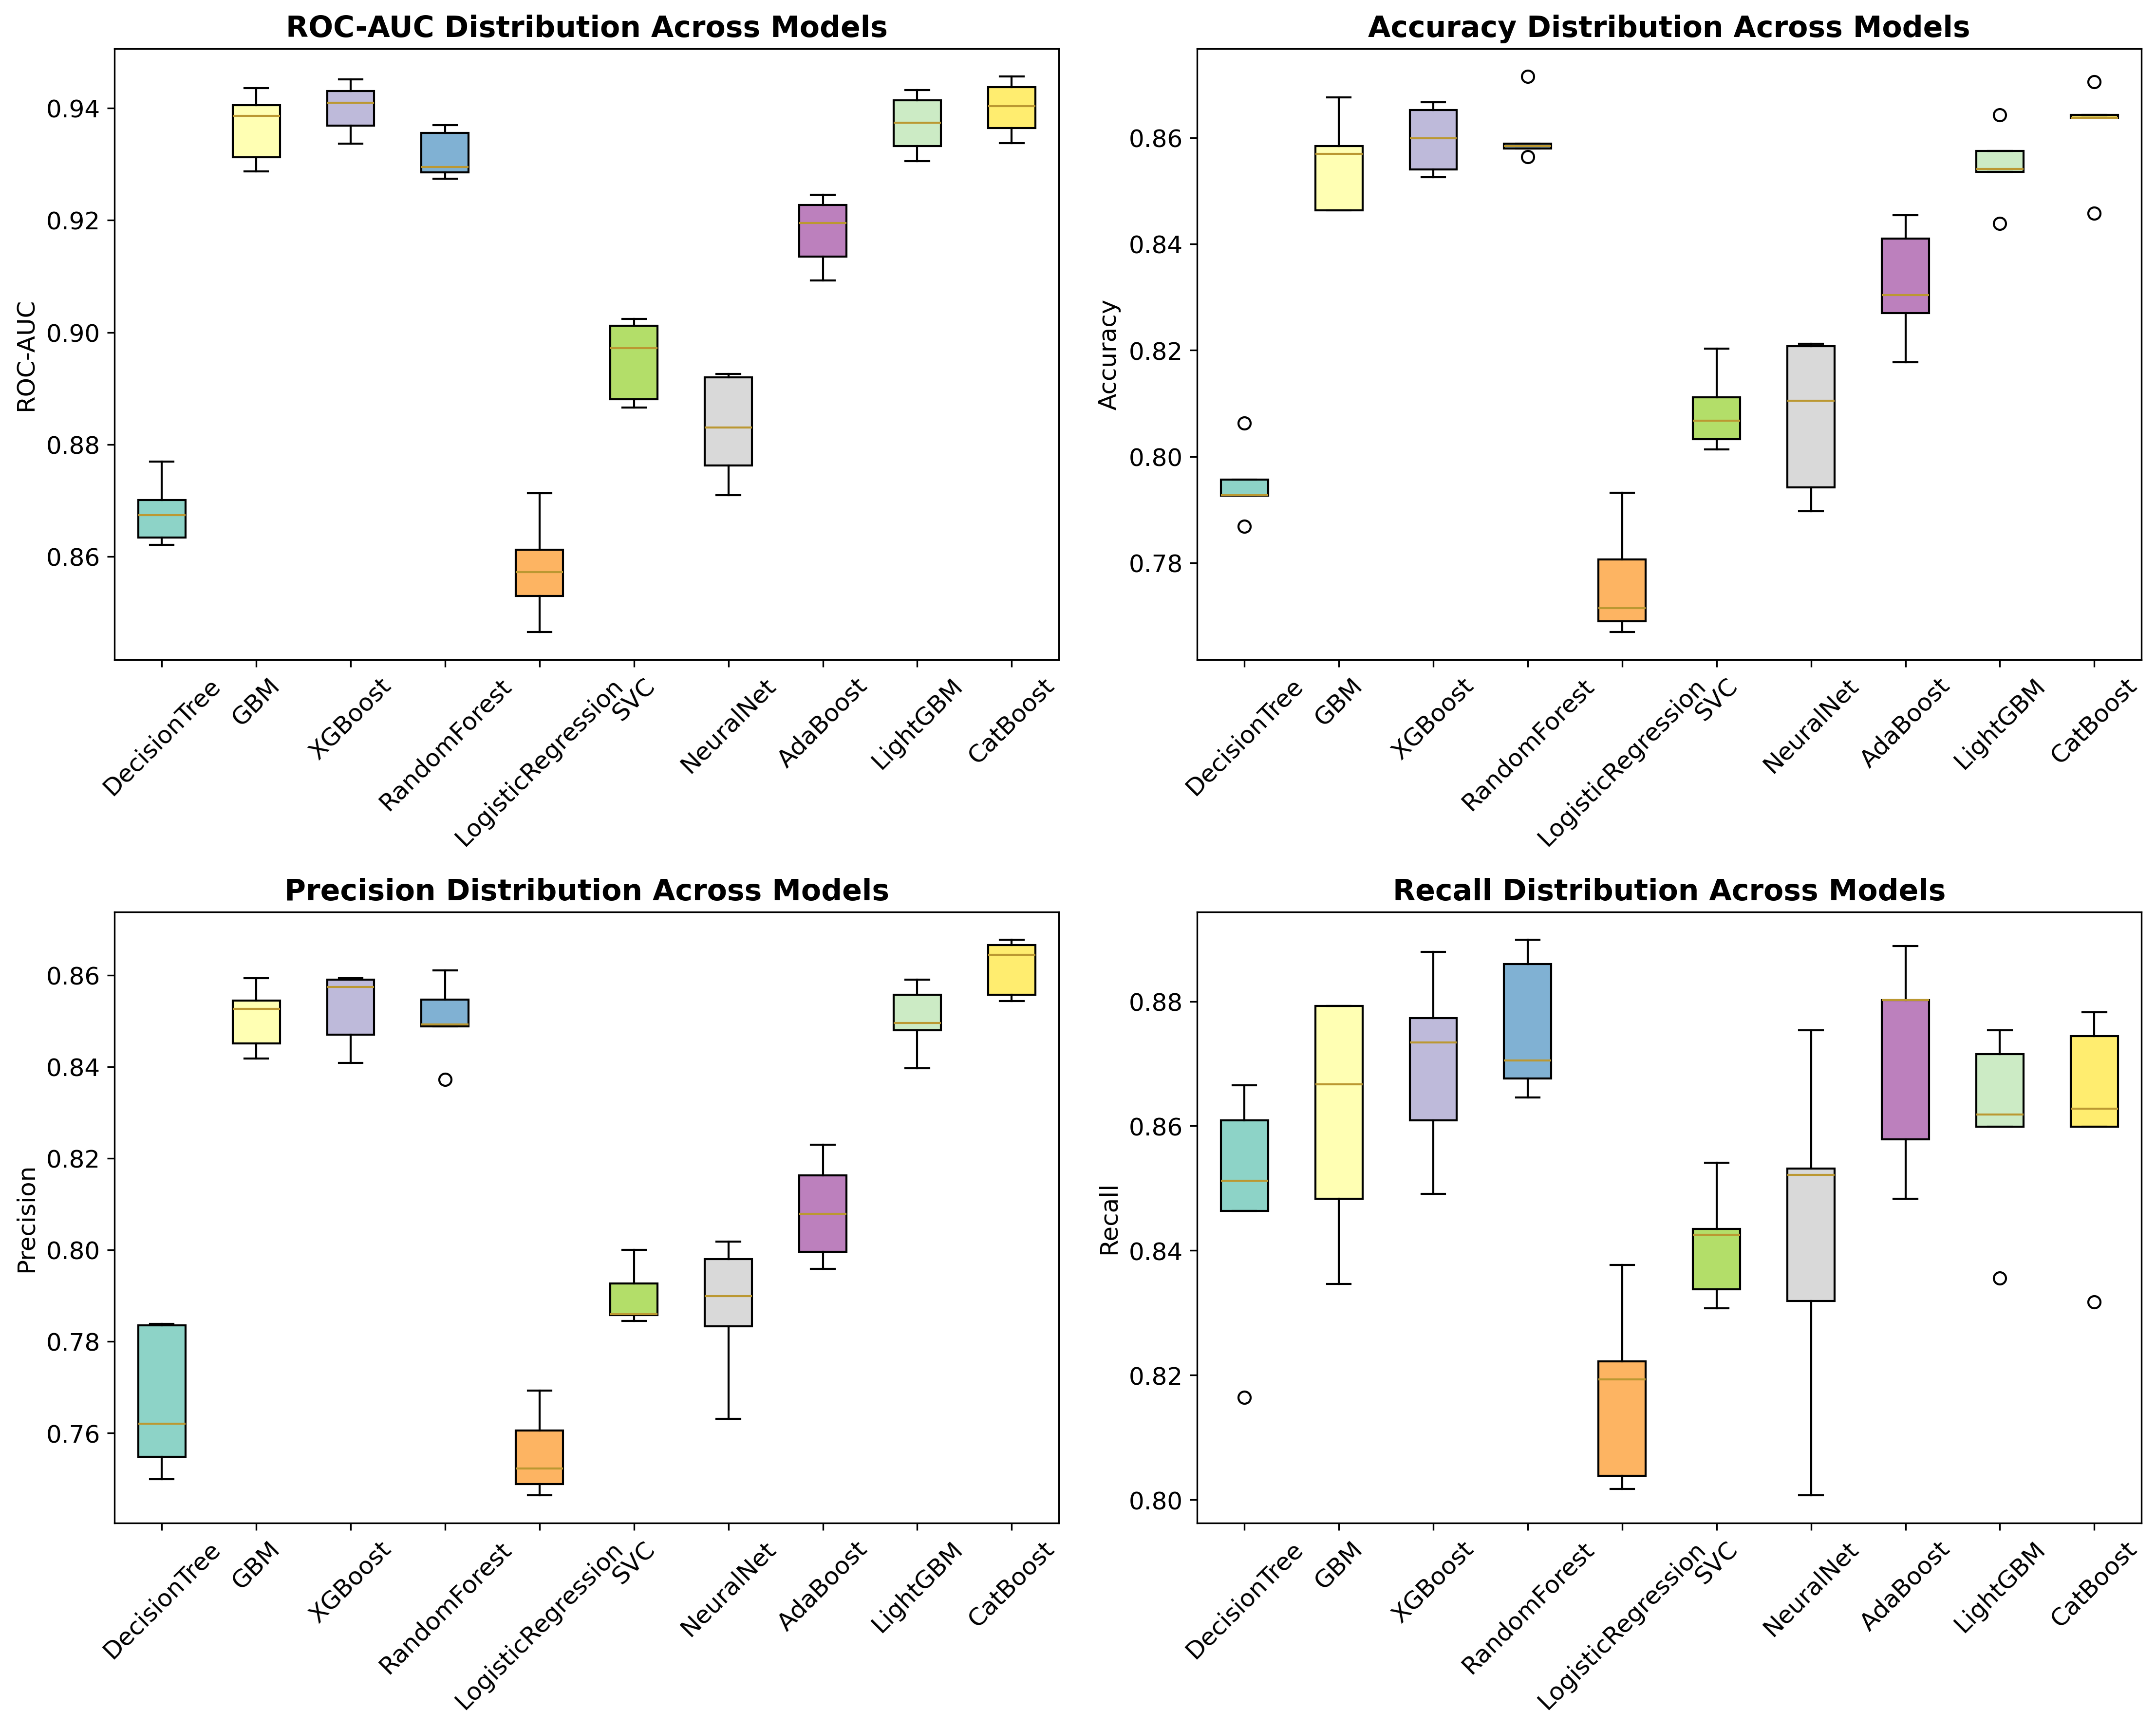 ROC-AUC Distribution Across Models
ROC-AUC
0.94
0.92
0.90
0.88
0.86
DecisionTree
GBM
XGBoost
RandomForest
LogisticRegression
SVC
NeuralNet
AdaBoost
LightGBM
CatBoost
Accuracy Distribution Across Models
Accuracy
0.86
0.84
0.82
0.80
0.78
DecisionTree
GBM
XGBoost
RandomForest
LogisticRegression
SVC
NeuralNet
AdaBoost
LightGBM
CatBoost
Precision Distribution Across Models
Precision
0.86
0.84
0.82
0.80
0.78
0.76
DecisionTree
GBM
XGBoost
RandomForest
LogisticRegression
SVC
NeuralNet
AdaBoost
LightGBM
CatBoost
Recall Distribution Across Models
Recall
0.88
0.86
0.84
0.82
0.80
DecisionTree
GBM
XGBoost
RandomForest
LogisticRegression
SVC
NeuralNet
AdaBoost
LightGBM
CatBoost